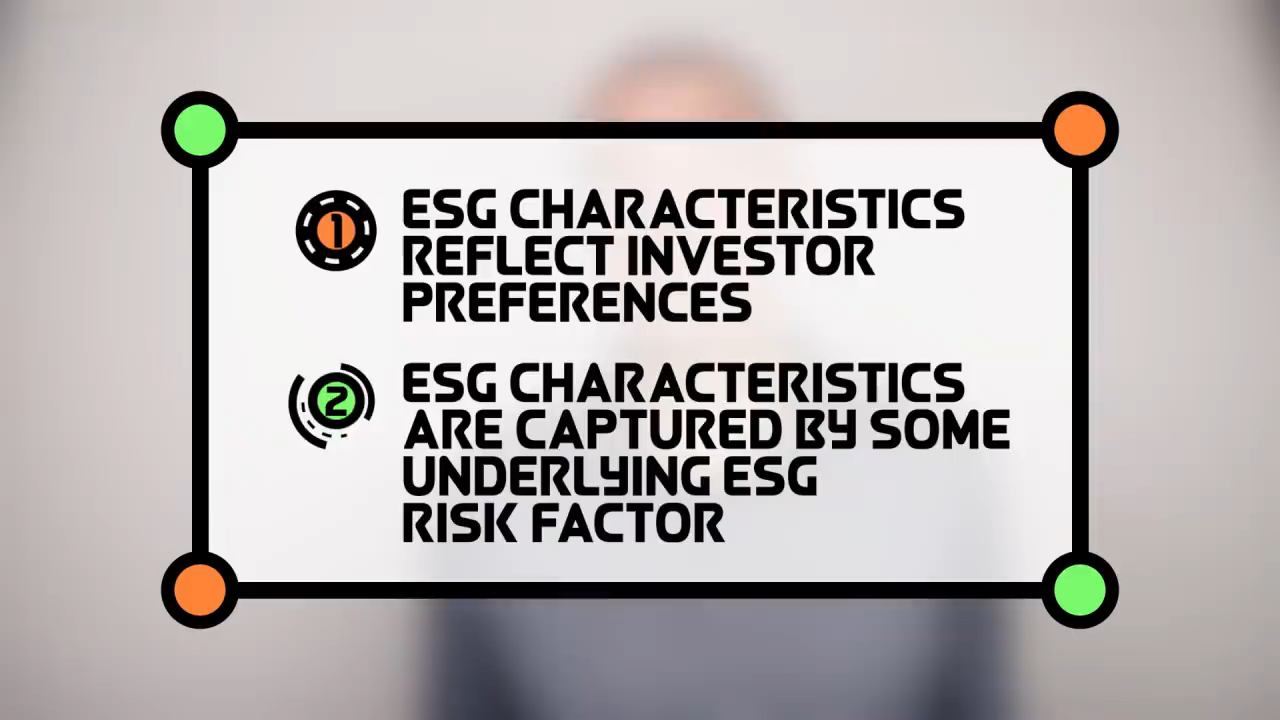 1 ESG CHARACTERISTICS
REFLECT INVESTOR
PREFERENCES
2 ESG CHARACTERISTICS
ARE CAPTURED BY SOME
UNDERLYING ESG
RISK FACTOR